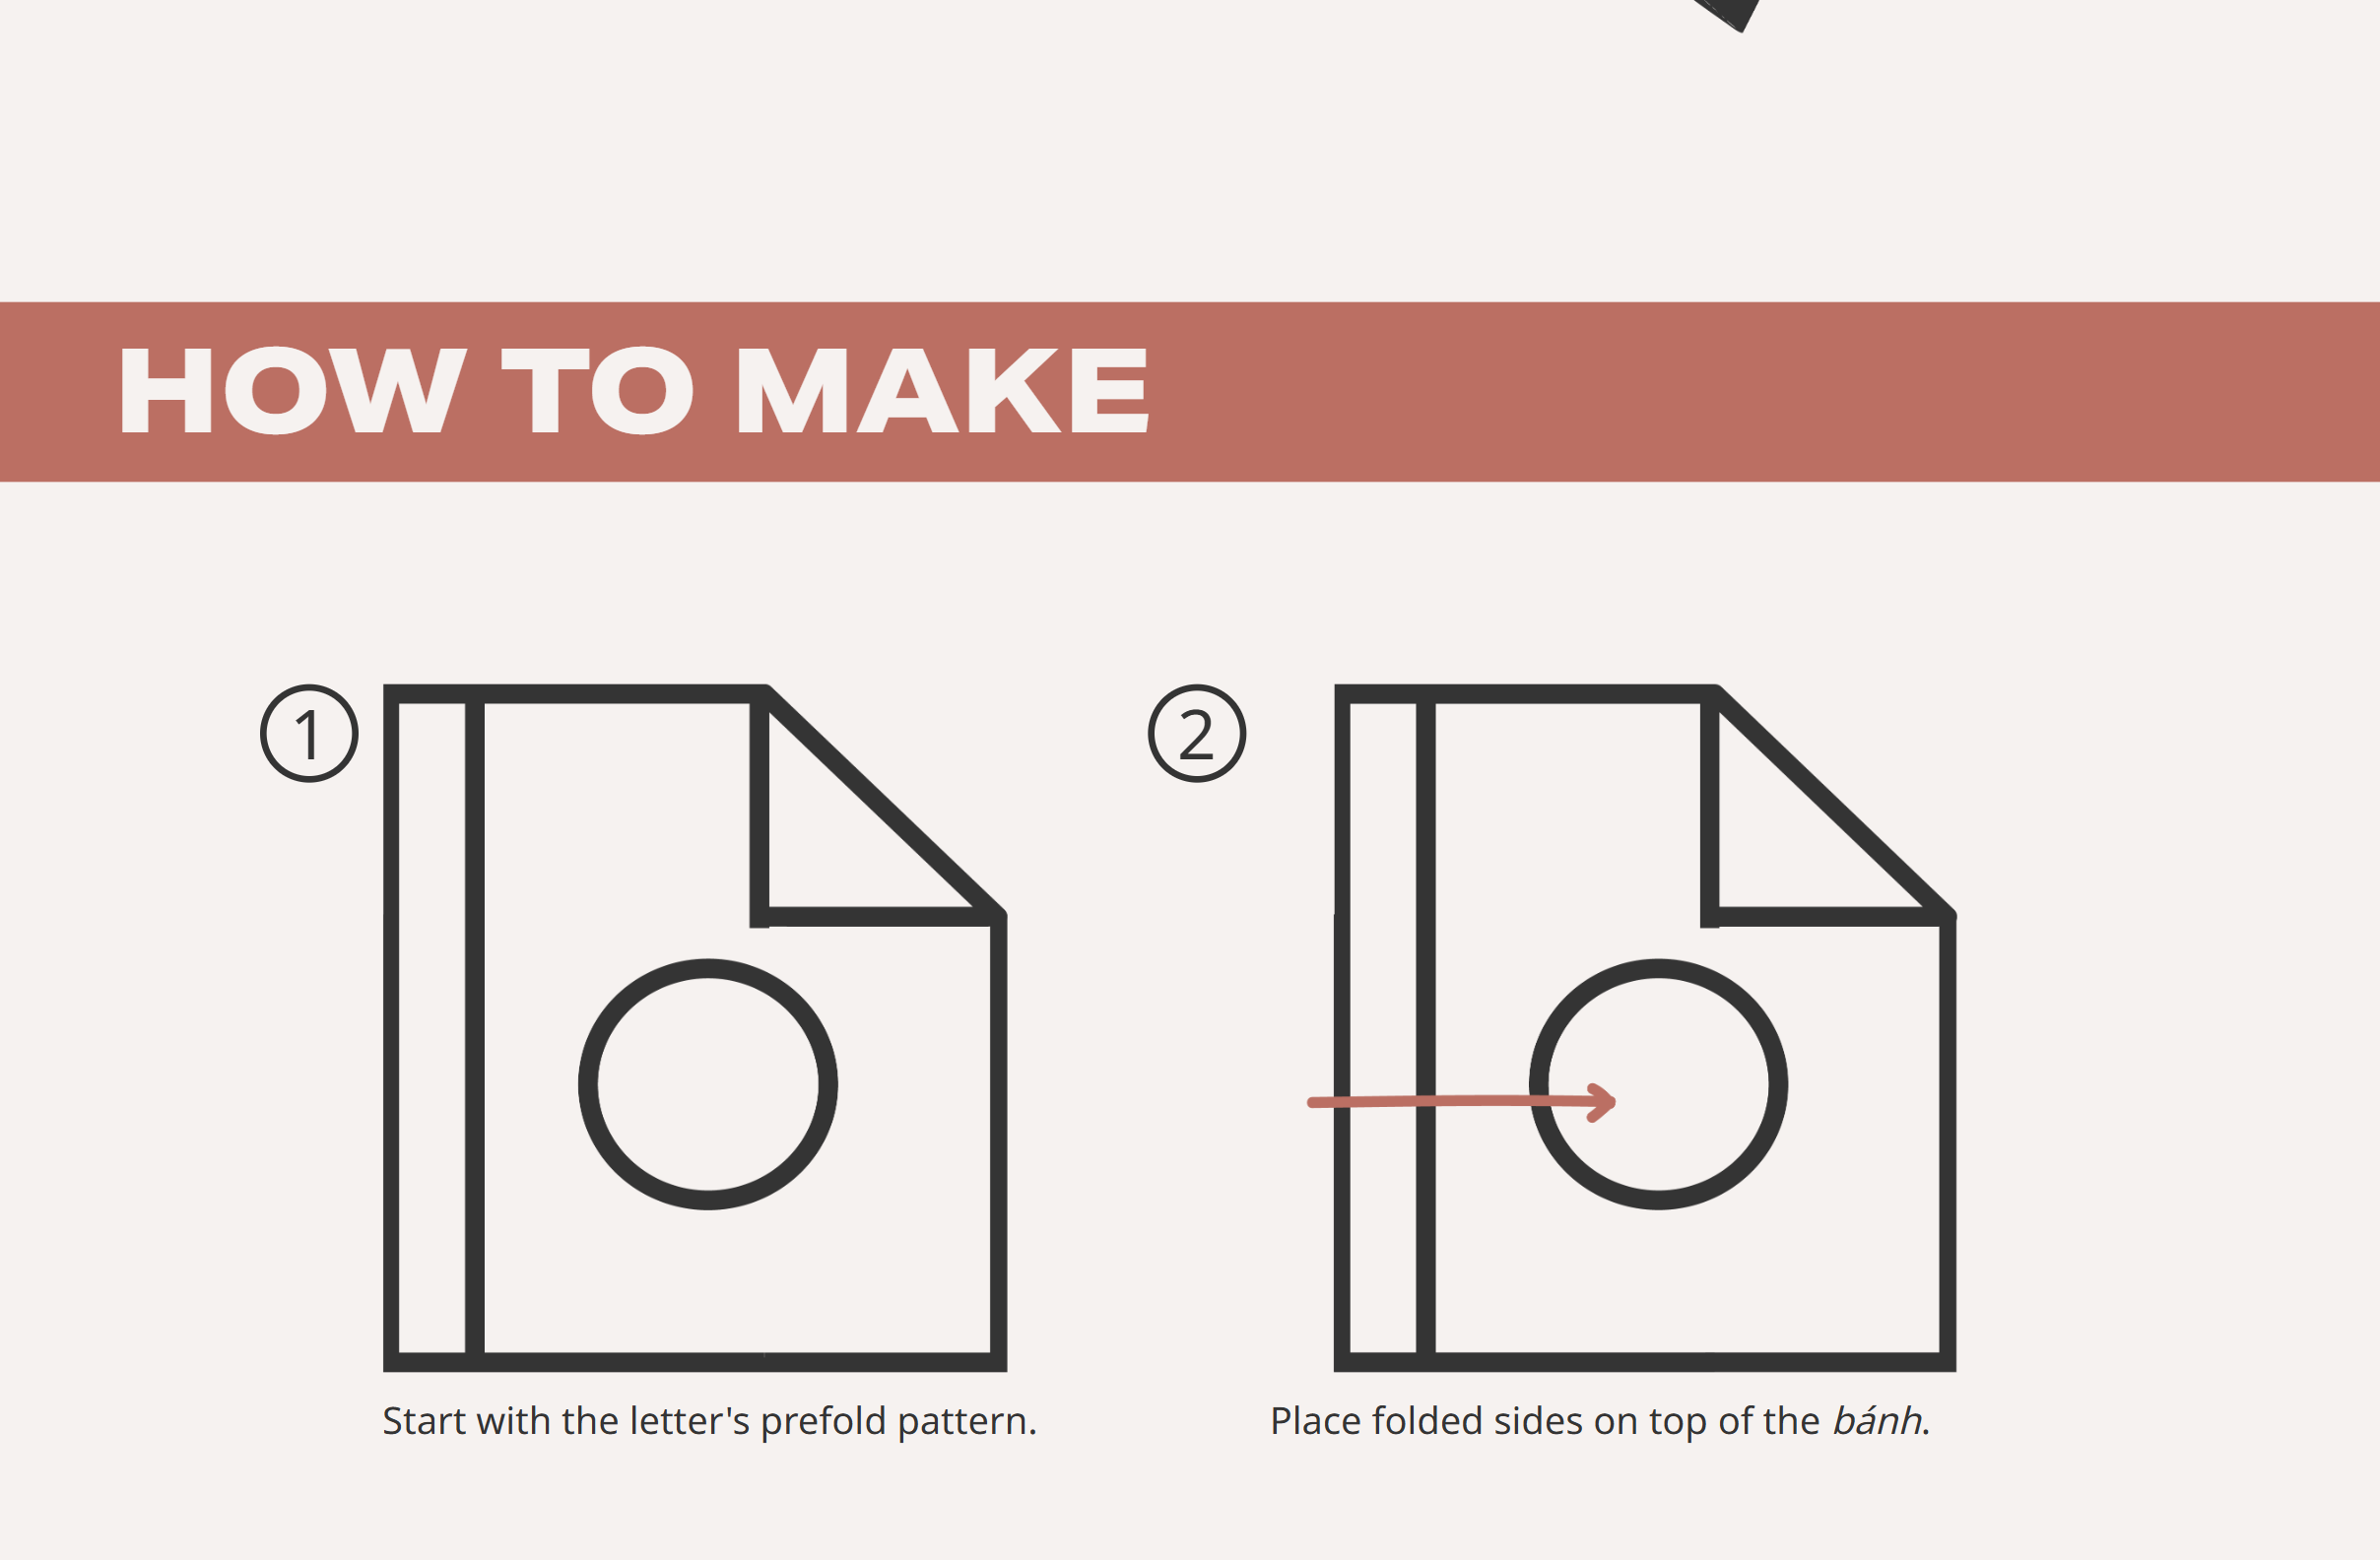 HOW TO MAKE
1
2
Start with the letter's prefold pattern.
Place folded sides on top of the bánh.